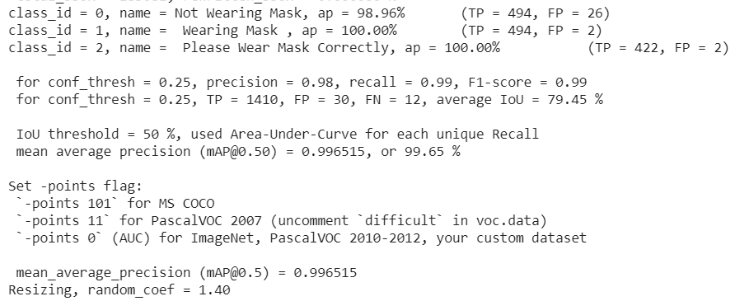 class_id = 0, name = Not Wearing Mask, ap = 98.96% (TP = 494, FP = 26)
class_id = 1, name = Wearing Mask , ap = 100.00% (TP = 494, FP = 2)
class_id = 2, name = Please Wear Mask Correctly, ap = 100.00% (TP = 422, FP = 2)
for conf_thresh = 0.25, precision = 0.98, recall = 0.99, F1-score = 0.99
for conf_thresh = 0.25, TP = 1410, FP = 30, FN = 12, average IoU = 79.45 %
IoU threshold = 50 %, used Area-Under-Curve for each unique Recall
mean average precision (mAP@0.50) = 0.996515, or 99.65 %
Set -points flag:
`-points 101` for MS COCO
`-points 11` for PascalVOC 2007 (uncomment `difficult` in voc.data)
`-points 0` (AUC) for ImageNet, PascalVOC 2010-2012, your custom dataset
mean_average_precision (mAP@0.5) = 0.996515
Resizing, random_coef = 1.40